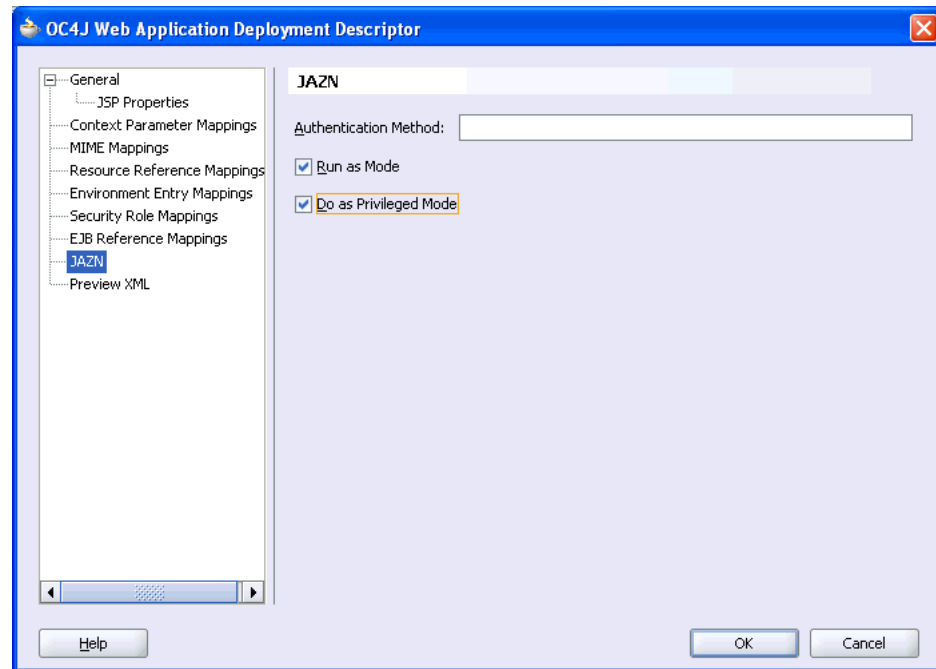 OC4J Web Application Deployment Descriptor
General
JSP Properties
Context Parameter Mappings
MIME Mappings
Resource Reference Mappings
Environment Entry Mappings
Security Role Mappings
EJB Reference Mappings
JAZN
Preview XML
JAZN
Authentication Method:
Run as Mode
Do as Privileged Mode
Help
OK
Cancel